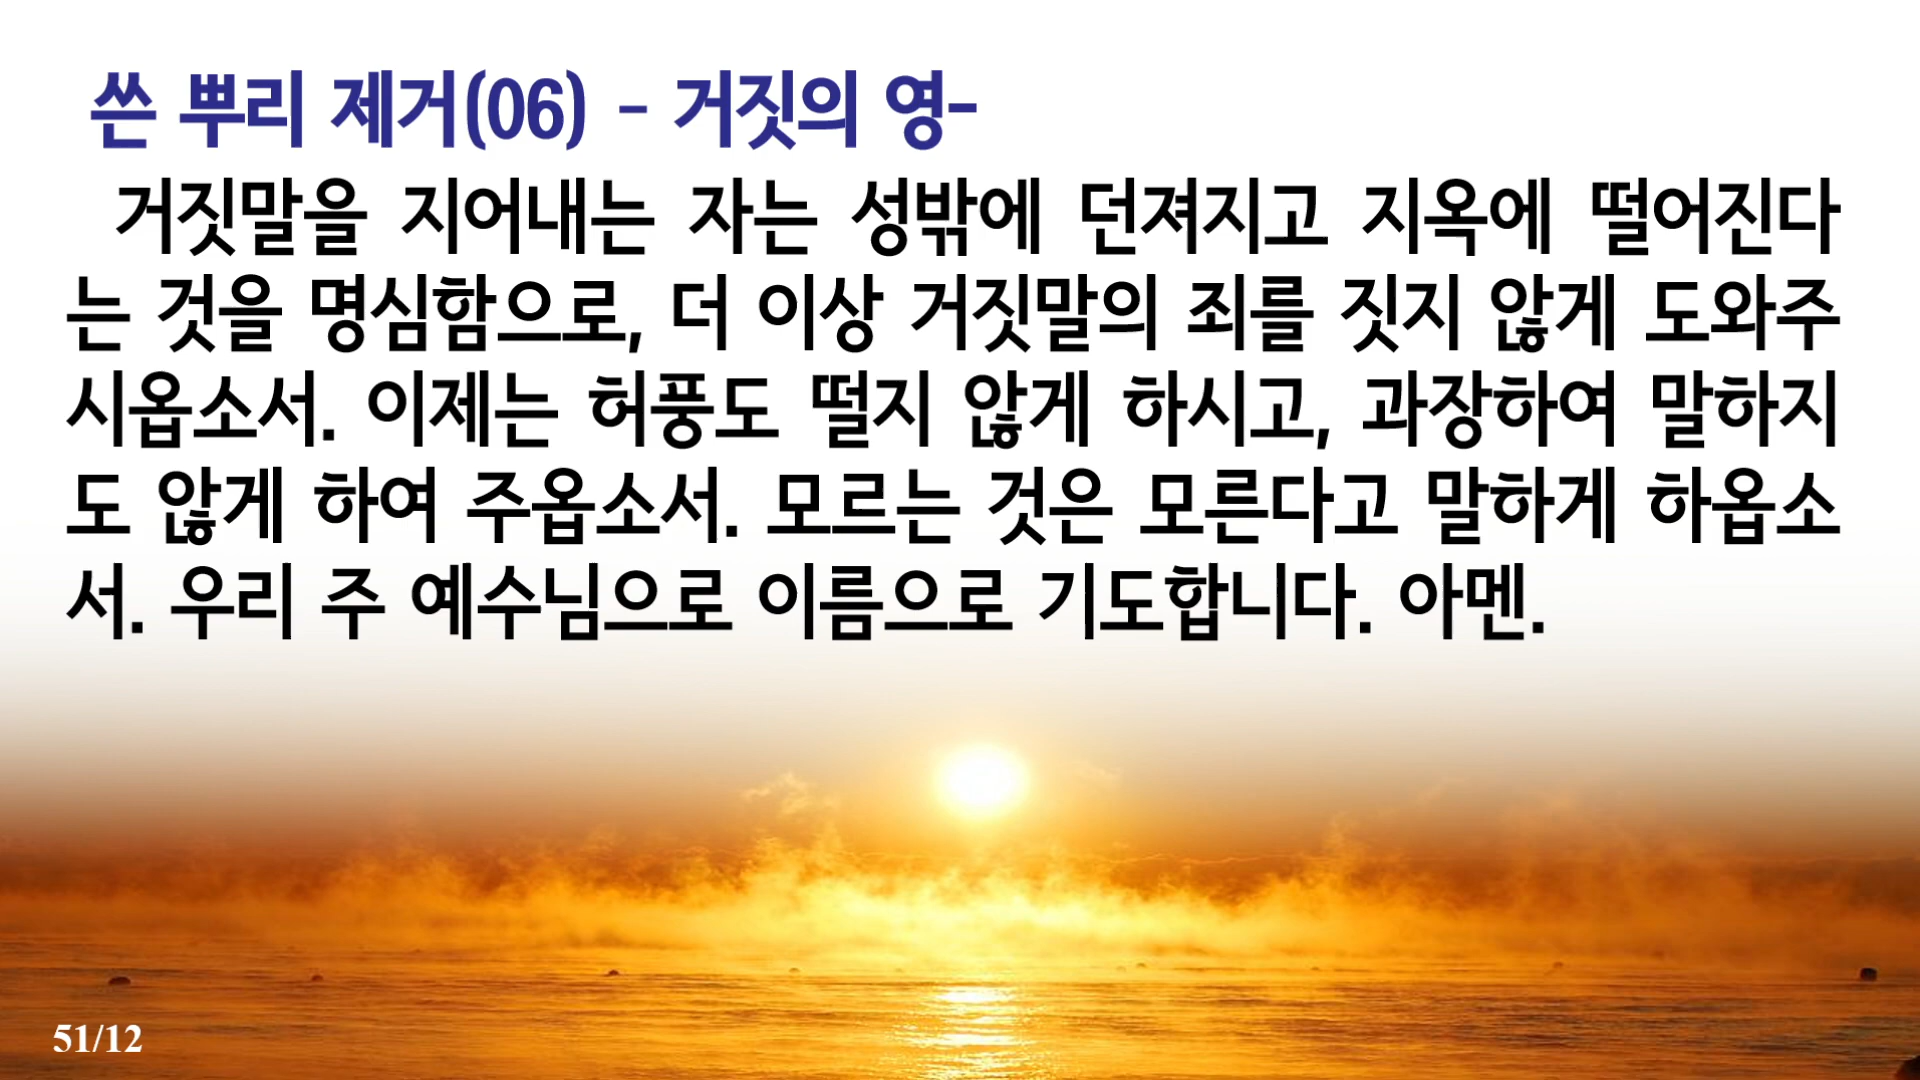 쓴 뿌리 제거(06) - 거짓의 영-
거짓말을 지어내는 자는 성밖에 던져지고 지옥에 떨어진다
는 것을 명심함으로, 더 이상 거짓말의 죄를 짓지 않게 도와주
시옵소서. 이제는 허풍도 떨지 않게 하시고, 과장하여 말하지
도 않게 하여 주옵소서. 모르는 것은 모른다고 말하게 하옵소
서. 우리 주 예수님으로 이름으로 기도합니다. 아멘.
51/12